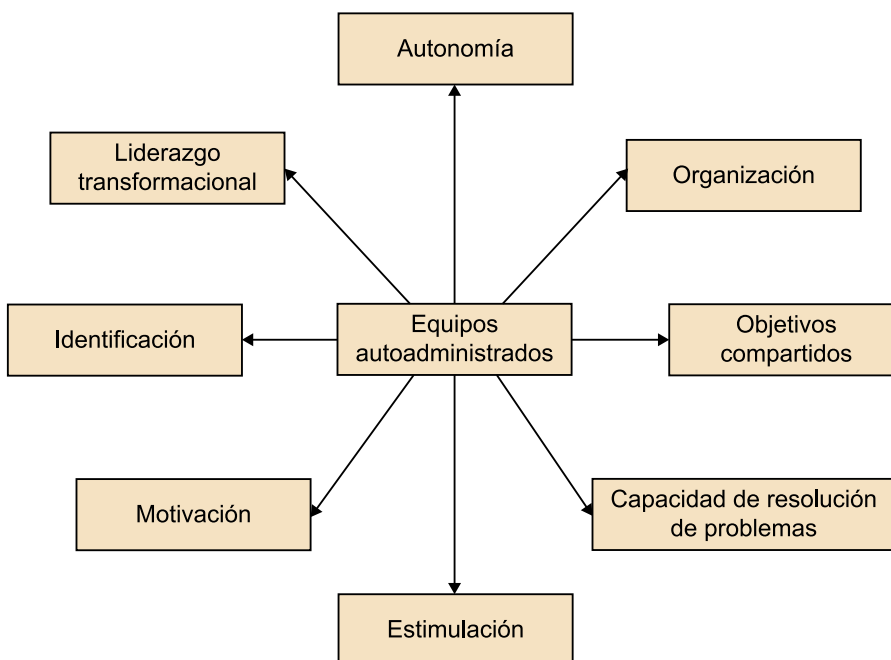 Autonomía
Liderazgo
transformacional
Organización
Identificación
Equipos
autoadministrados
Objetivos
compartidos
Motivación
Capacidad de resolución
de problemas
Estimulación